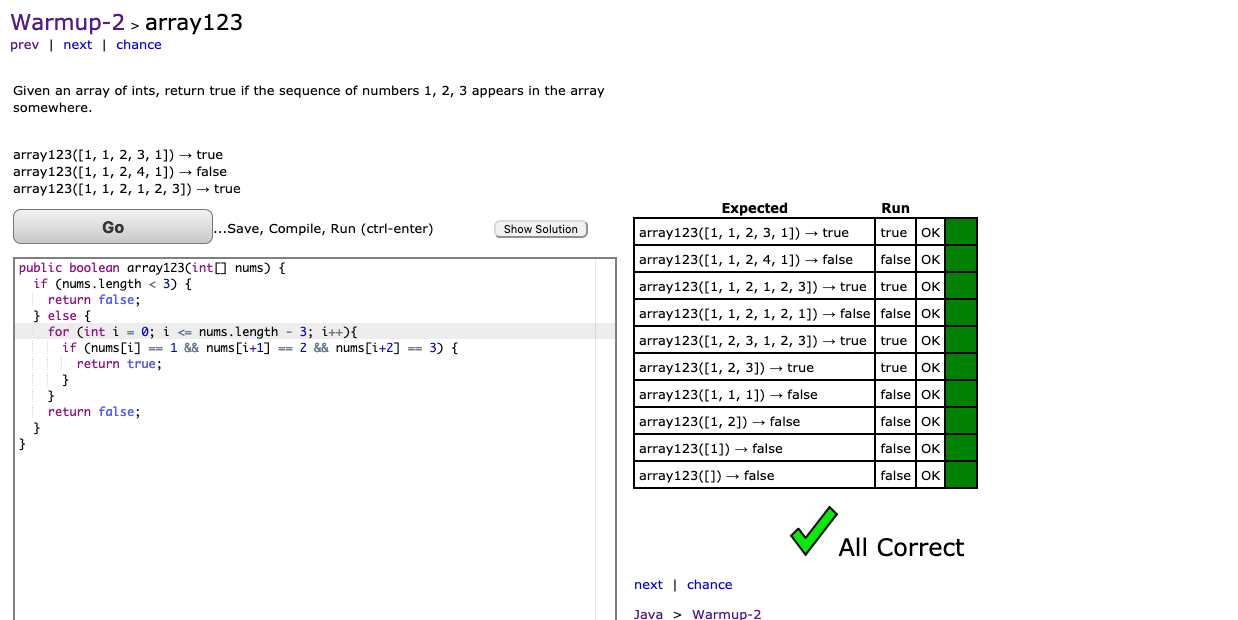 Warmup-2 > array123
prev | next | chance
Given an array of ints, return true if the sequence of numbers 1, 2, 3 appears in the array
somewhere.
array123([1, 1, 2, 3, 1]) → true
array123([1, 1, 2, 4, 1]) → false
array123([1, 1, 2, 1, 2, 3]) → true
Go
...Save, Compile, Run (ctrl-enter)
Show Solution
public boolean array123(int[] nums) {
  if (nums.length < 3) {
    return false;
  } else {
    for (int i = 0; i <= nums.length - 3; i++){
      if (nums[i] == 1 && nums[i+1] == 2 && nums[i+2] == 3) {
        return true;
      }
    }
    return false;
  }
}
Expected Run
array123([1, 1, 2, 3, 1]) → true true OK
array123([1, 1, 2, 4, 1]) → false false OK
array123([1, 1, 2, 1, 2, 3]) → true true OK
array123([1, 1, 2, 1, 2, 1]) → false false OK
array123([1, 2, 3, 1, 2, 3]) → true true OK
array123([1, 2, 3]) → true true OK
array123([1, 1, 1]) → false false OK
array123([1, 2]) → false false OK
array123([1]) → false false OK
array123([]) → false false OK
All Correct
next | chance
Java > Warmup-2